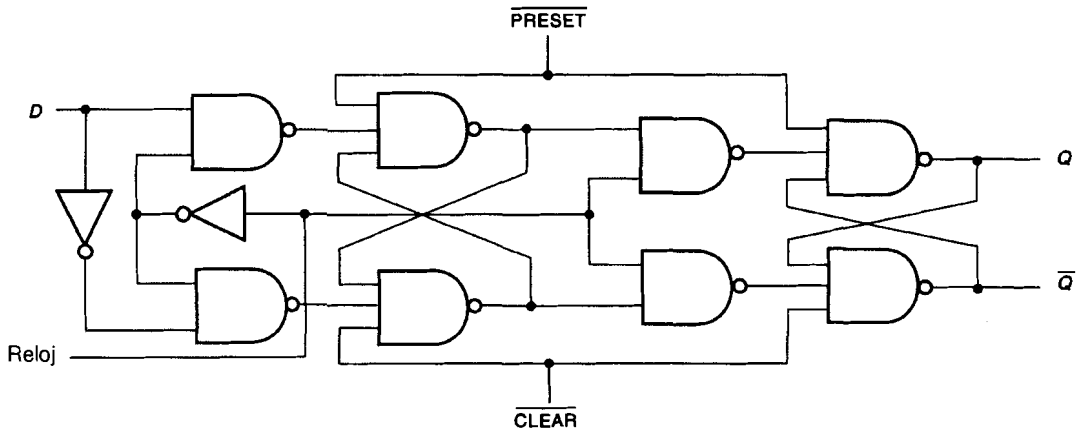 PRESET
D
Q
Q
Reloj
CLEAR